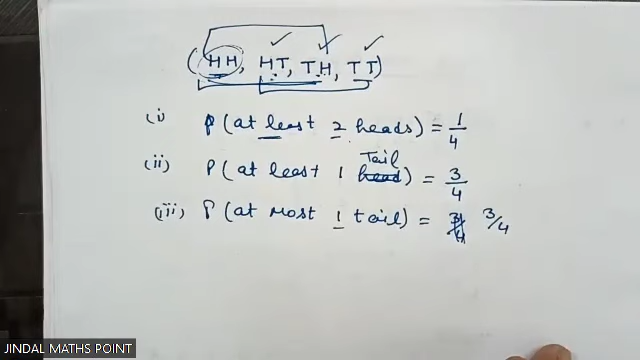 (HH, HT, TH, TT)
(i) P(at least 2 heads) = 1/4
(ii) P(at least 1 head Tail) = 3/4
(iii) P(at most 1 tail) = 3/4 3/4
JINDAL MATHS POINT